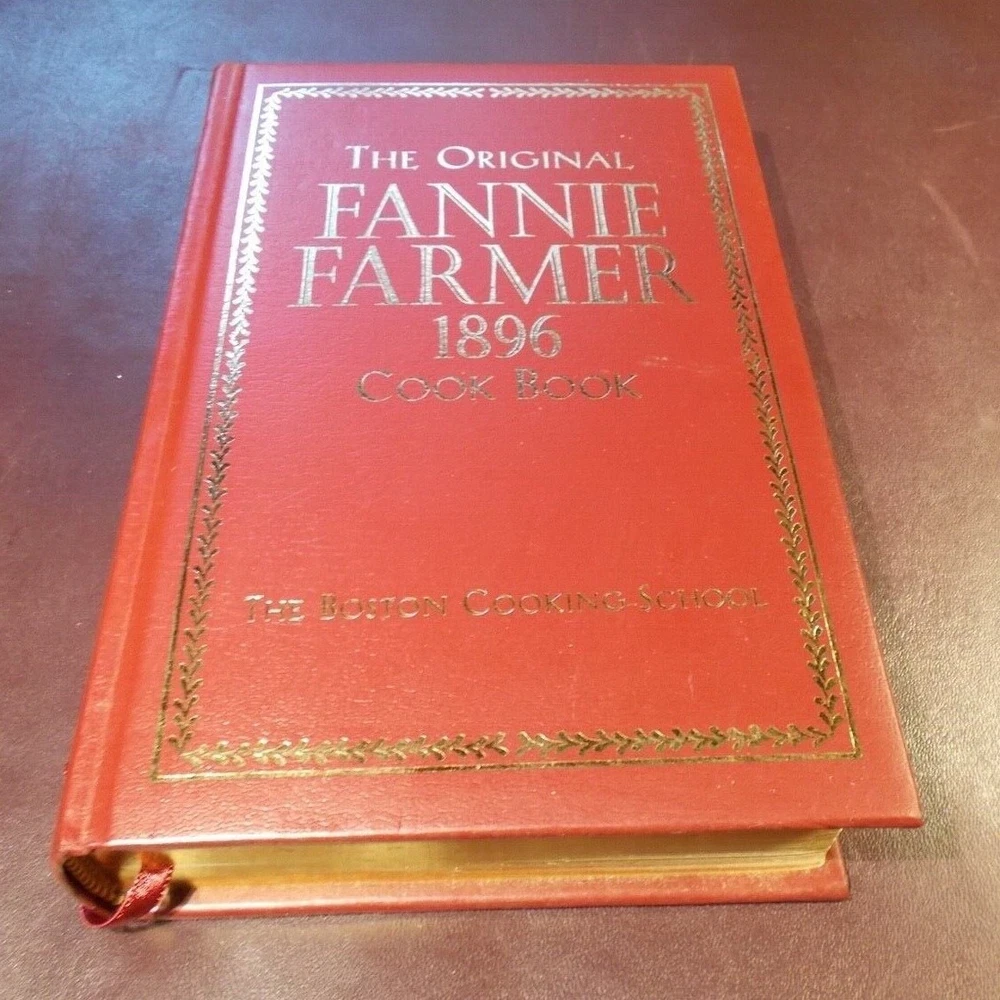 THE ORIGINAL
FANNIE
FARMER
1896
COOK BOOK
THE BOSTON COOKING-SCHOOL